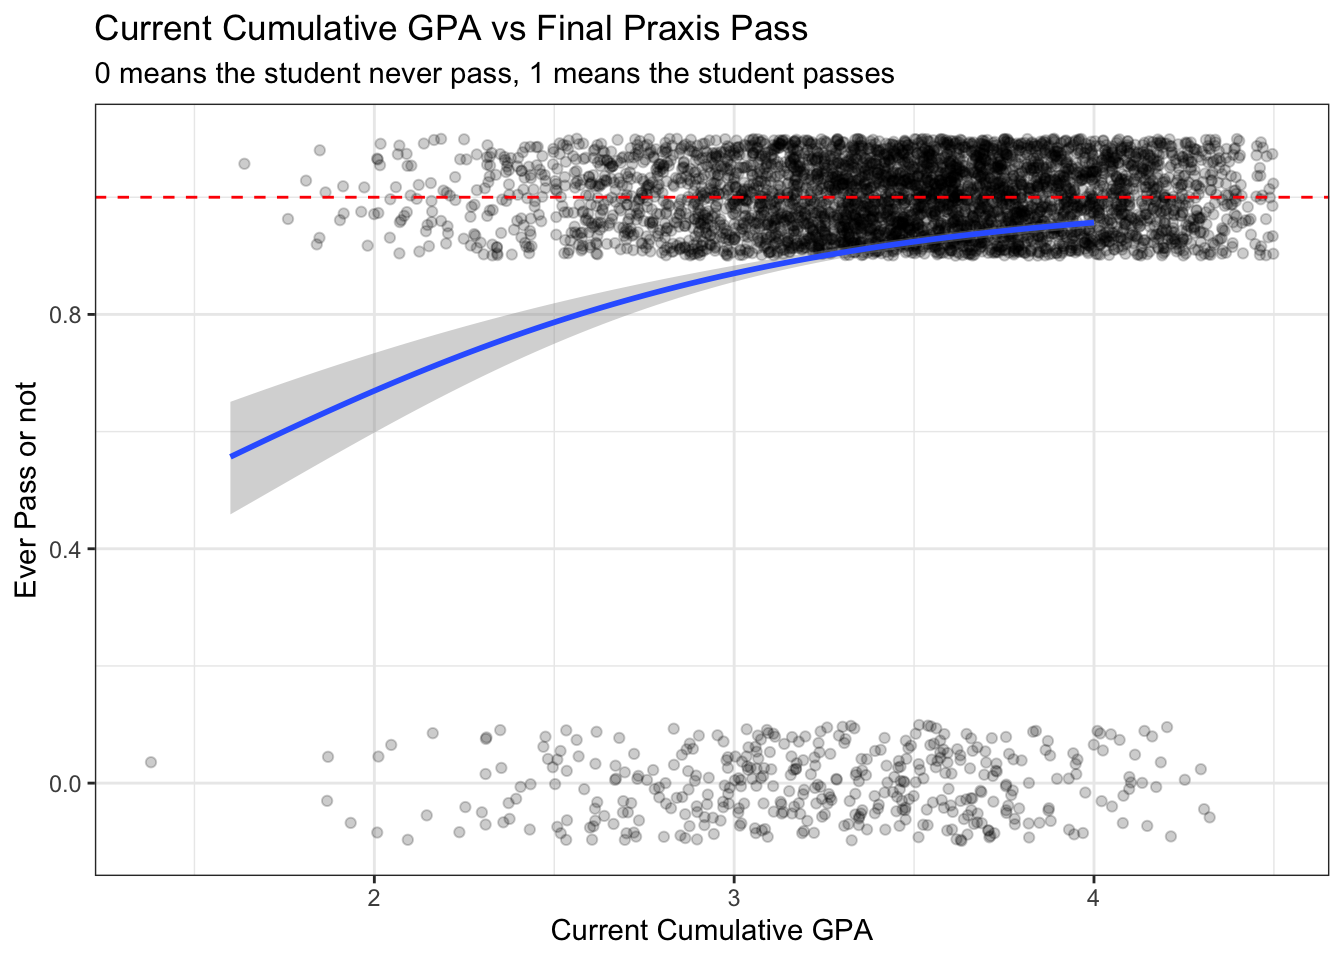 Current Cumulative GPA vs Final Praxis Pass
0 means the student never pass, 1 means the student passes
Ever Pass or not
0.8
0.4
0.0
2 3 4
Current Cumulative GPA